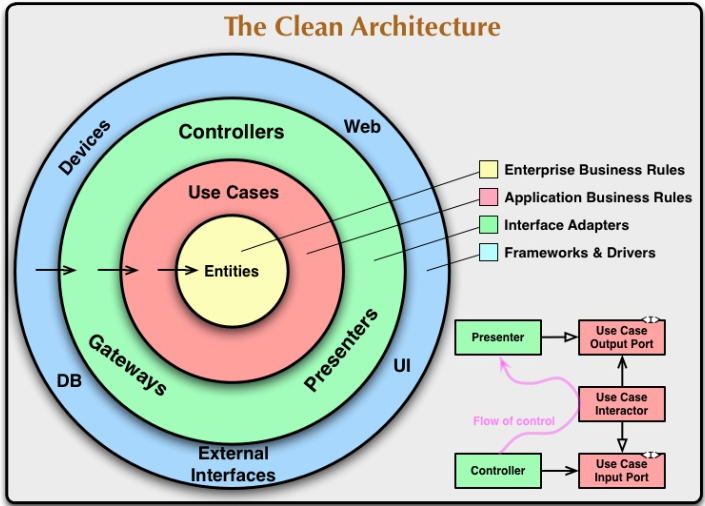 The Clean Architecture
Devices
Web
Controllers
Use Cases
Entities
Gateways
Presenters
DB
UI
External
Interfaces
Enterprise Business Rules
Application Business Rules
Interface Adapters
Frameworks & Drivers
Presenter
<I>
Use Case
Output Port
Use Case
Interactor
Flow of control
Controller
<I>
Use Case
Input Port